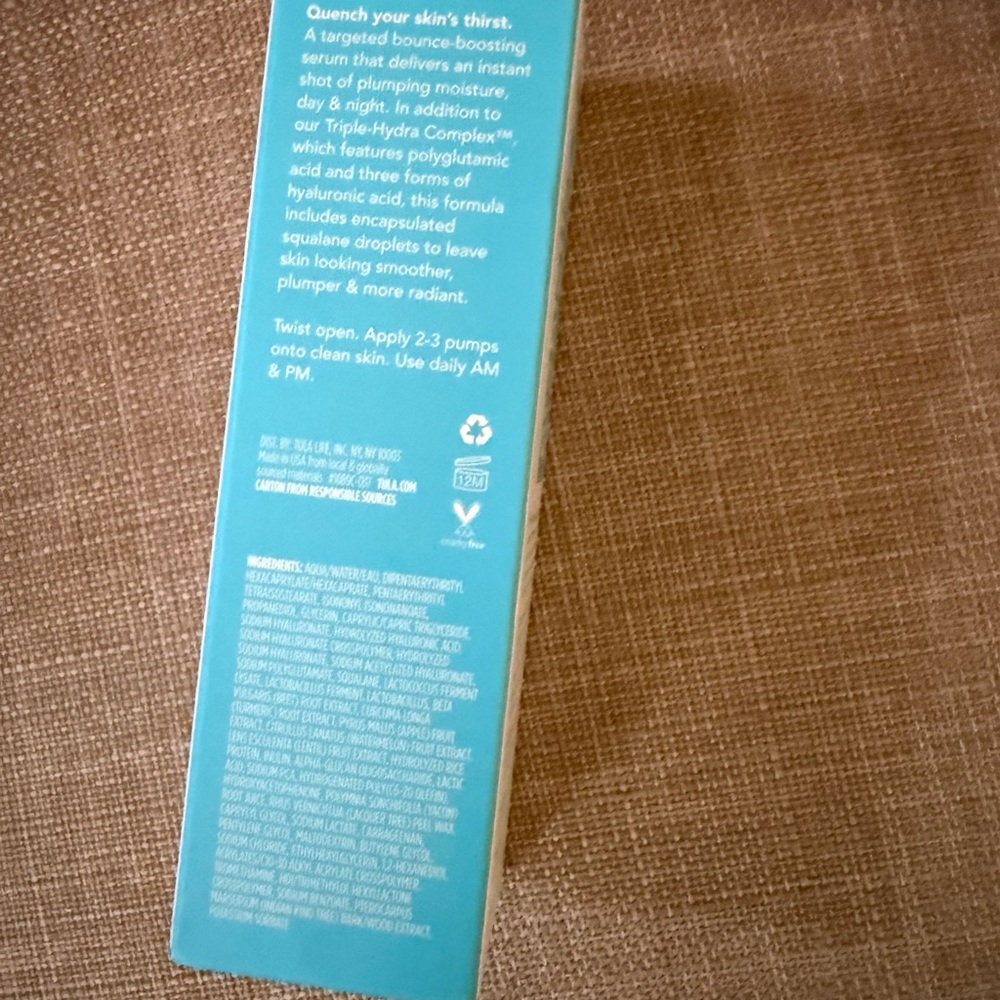 Quench your skin's thirst.
A targeted bounce-boosting
serum that delivers an instant
shot of plumping moisture,
day & night. In addition to
our Triple-Hydra Complex™,
which features polyglutamic
acid and three forms of
hyaluronic acid, this formula
includes encapsulated
squalane droplets to leave
skin looking smoother,
plumper & more radiant.
Twist open. Apply 2-3 pumps
onto clean skin. Use daily AM
& PM.
DIST. BY: TULA LIFE, INC. NY, NY 10003
Made in USA from local & globally
sourced materials TULA.COM
CARTON FROM RESPONSIBLE SOURCES
12M
cruelty free
INGREDIENTS: AQUA/WATER/EAU, DIPENTAERYTHRITYL
HEXACAPRYLATE/HEXACAPRATE, PENTAERYTHRITYL
TETRAISOSTEARATE, ISONONYL ISONONANOATE,
PROPANEDIOL, GLYCERIN, CAPRYLIC/CAPRIC TRIGLYCERIDE,
SODIUM HYALURONATE, HYDROLYZED HYALURONIC ACID,
SODIUM HYALURONATE CROSSPOLYMER, HYDROLYZED
SODIUM HYALURONATE, SODIUM ACETYLATED HYALURONATE,
SODIUM POLYGLUTAMATE, SQUALANE, LACTOCOCCUS FERMENT
LYSATE, LACTOBACILLUS FERMENT, LACTOBACILLUS, BETA
VULGARIS (BEET) ROOT EXTRACT, CURCUMA LONGA
(TURMERIC) ROOT EXTRACT, PYRUS MALUS (APPLE) FRUIT
EXTRACT, CITRULLUS LANATUS (WATERMELON) FRUIT EXTRACT,
LENS ESCULENTA (LENTIL) FRUIT EXTRACT, HYDROLYZED RICE
PROTEIN, INULIN, ALPHA-GLUCAN OLIGOSACCHARIDE, LACTIC
ACID, SODIUM PCA, HYDROGENATED POLY(C6-20 OLEFIN),
HYDROXYACETOPHENONE, POLYMNIA SONCHIFOLIA (YACON)
ROOT JUICE, RHUS VERNICIFLUA (LACQUER TREE) PEEL WAX,
CAPRYLYL GLYCOL, SODIUM LACTATE, CARRAGEENAN,
PENTYLENE GLYCOL, MALTODEXTRIN, BUTYLENE GLYCOL,
SODIUM CHLORIDE, ETHYLHEXYLGLYCERIN, 1,2-HEXANEDIOL,
ACRYLATES/C10-30 ALKYL ACRYLATE CROSSPOLYMER,
TROMETHAMINE,
CROSSPOLYMER, SODIUM BENZOATE, PTEROCARPUS
MARSUPIUM (INDIAN KINO TREE) BARK/WOOD EXTRACT,
POTASSIUM SORBATE